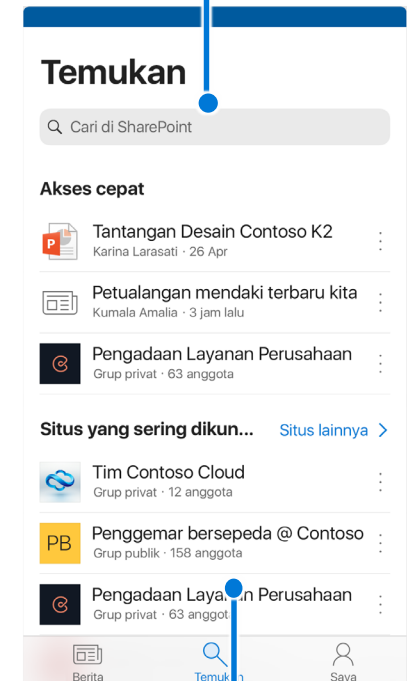 Temukan
Cari di SharePoint
Akses cepat
Tantangan Desain Contoso K2
Karina Larasati · 26 Apr
Petualangan mendaki terbaru kita
Kumala Amalia · 3 jam lalu
Pengadaan Layanan Perusahaan
Grup privat · 63 anggota
Situs yang sering dikun... Situs lainnya
Tim Contoso Cloud
Grup privat · 12 anggota
PB Penggemar bersepeda @ Contoso
Grup publik · 158 anggota
Pengadaan Layanan Perusahaan
Grup privat · 63 anggota
Berita Temukan Saya